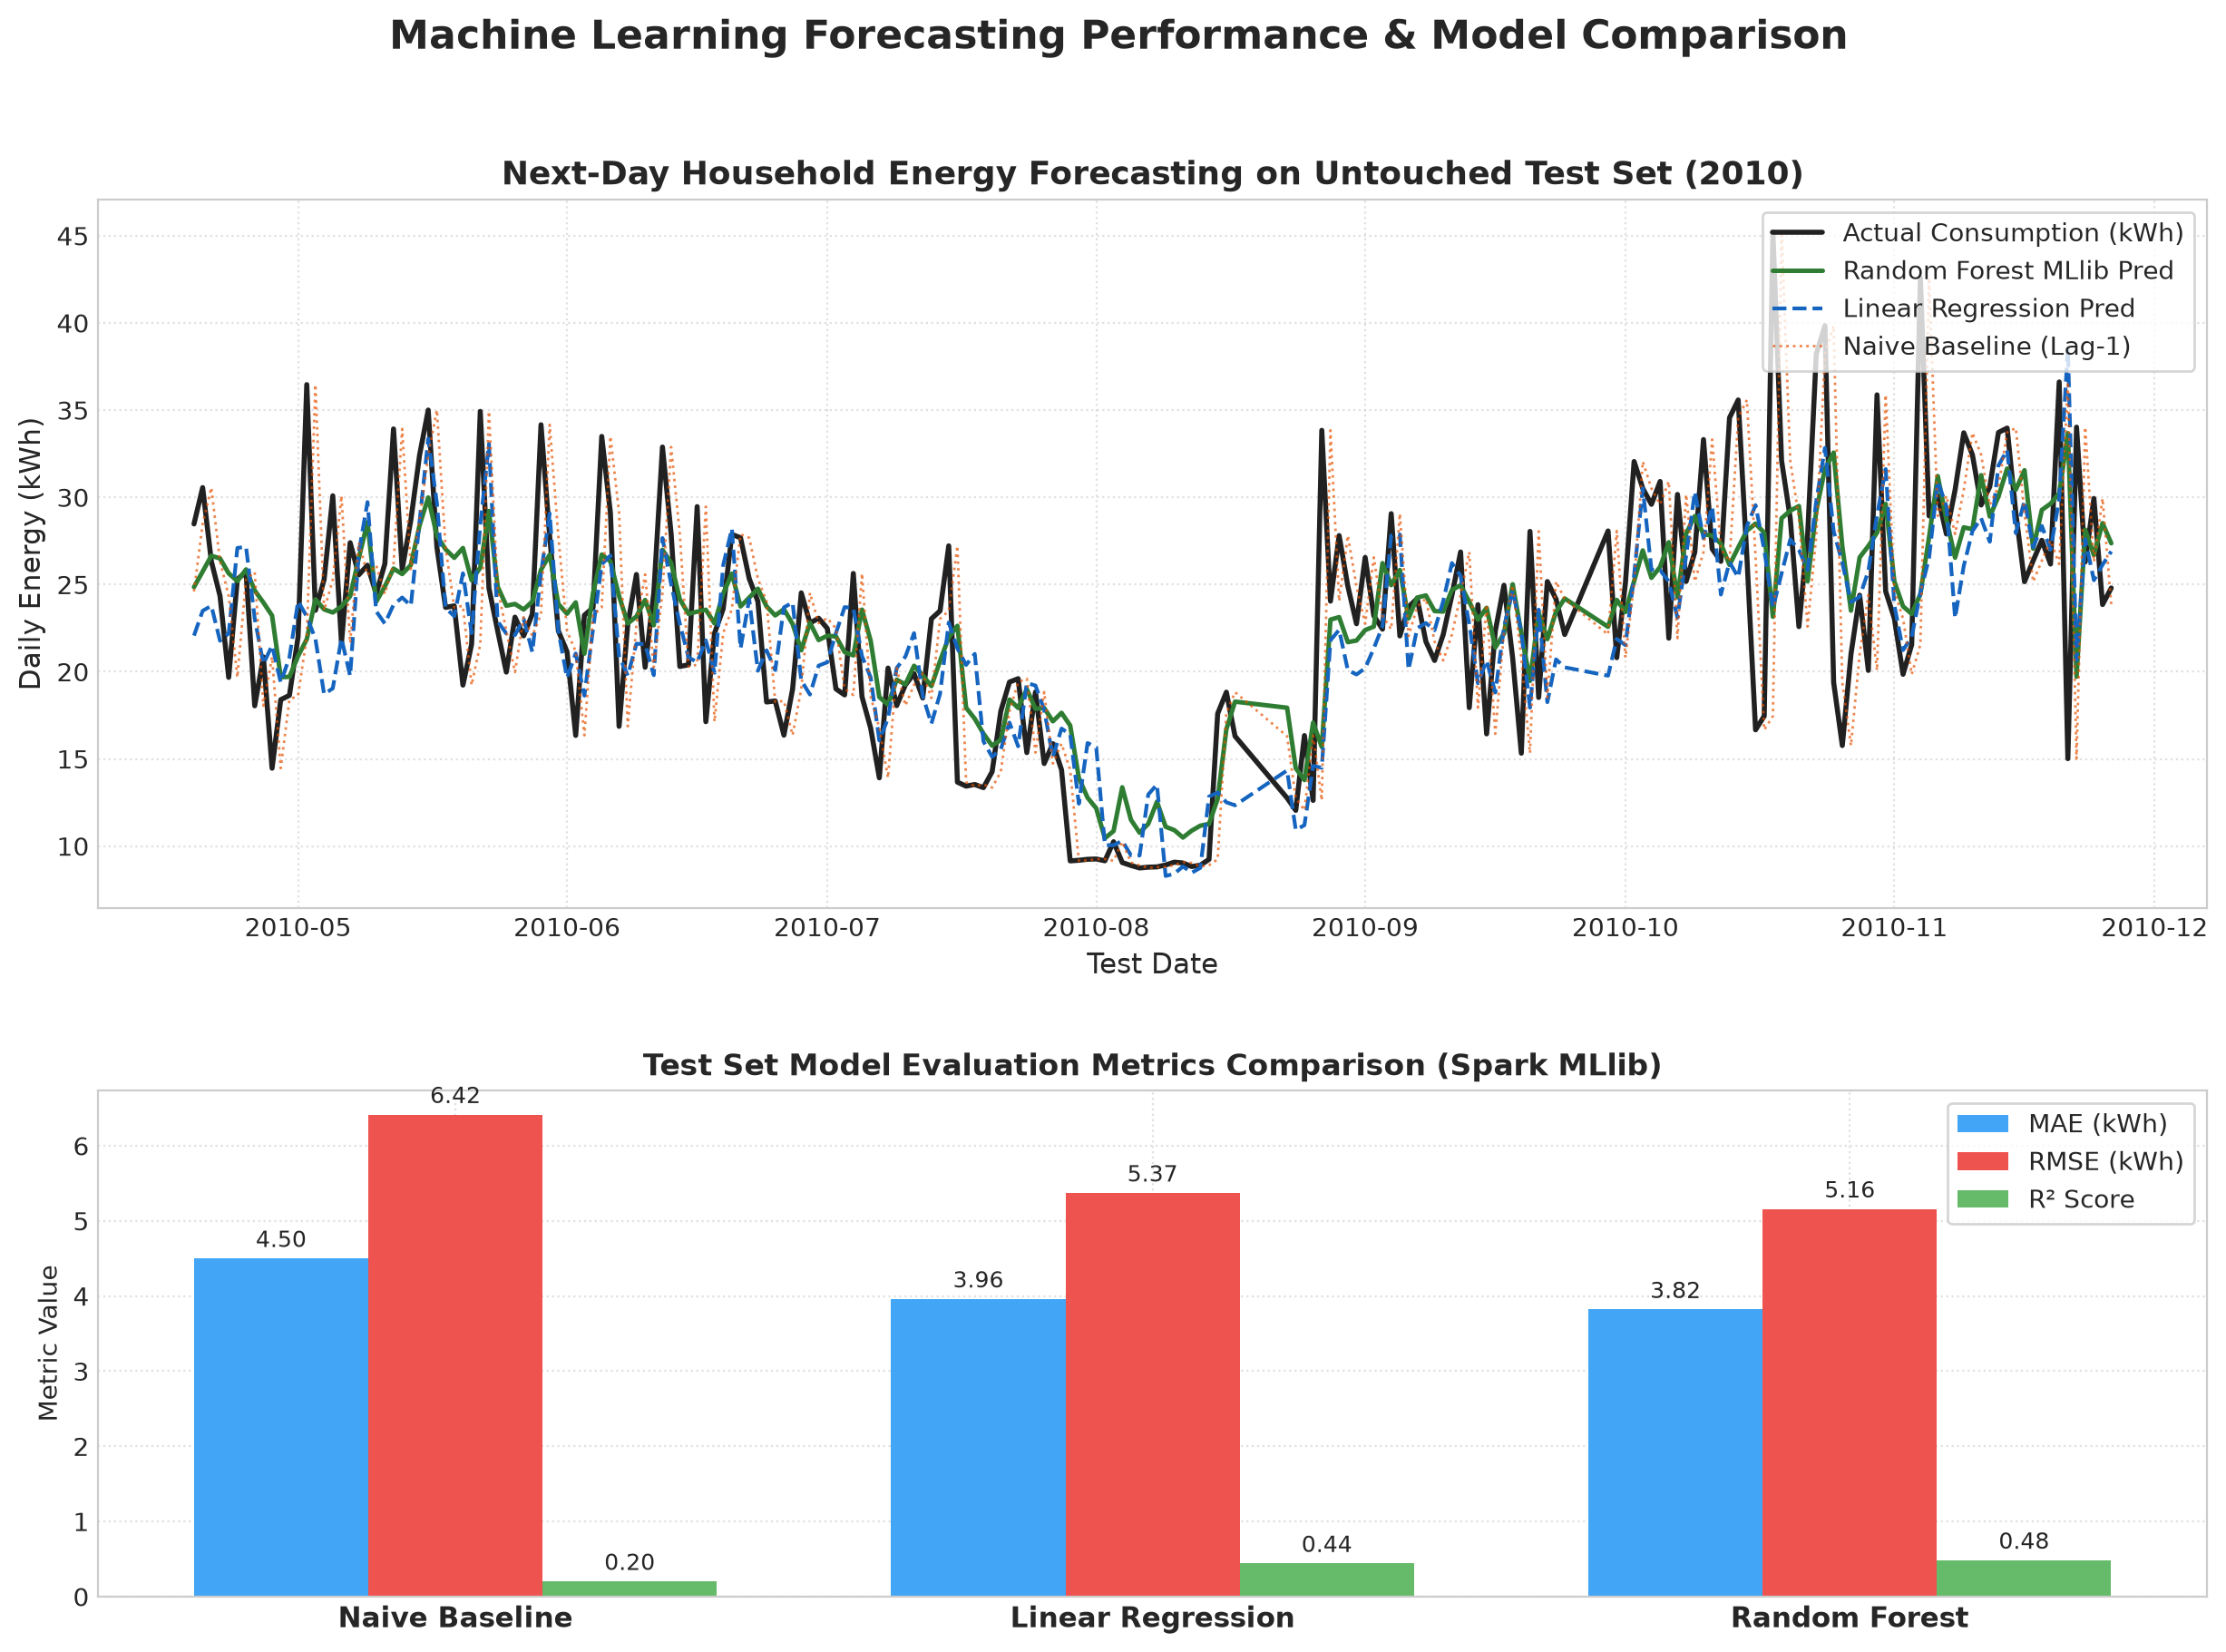 Machine Learning Forecasting Performance & Model Comparison
Next-Day Household Energy Forecasting on Untouched Test Set (2010)
Daily Energy (kWh)
45
40
35
30
25
20
15
10
Actual Consumption (kWh)
Random Forest MLlib Pred
Linear Regression Pred
Naive Baseline (Lag-1)
2010-05
2010-06
2010-07
2010-08
2010-09
2010-10
2010-11
2010-12
Test Date
Test Set Model Evaluation Metrics Comparison (Spark MLlib)
Metric Value
6
5
4
3
2
1
0
4.50
6.42
0.20
3.96
5.37
0.44
3.82
5.16
0.48
MAE (kWh)
RMSE (kWh)
R² Score
Naive Baseline
Linear Regression
Random Forest